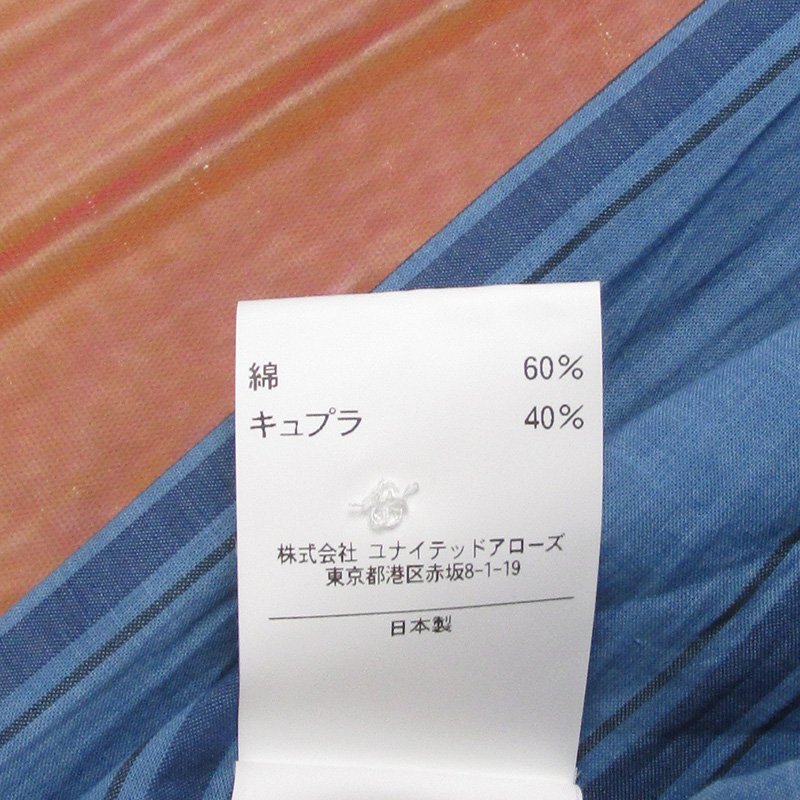 綿 60%
キュプラ 40%
株式会社 ユナイテッドアローズ
東京都港区赤坂8-1-19
日本製